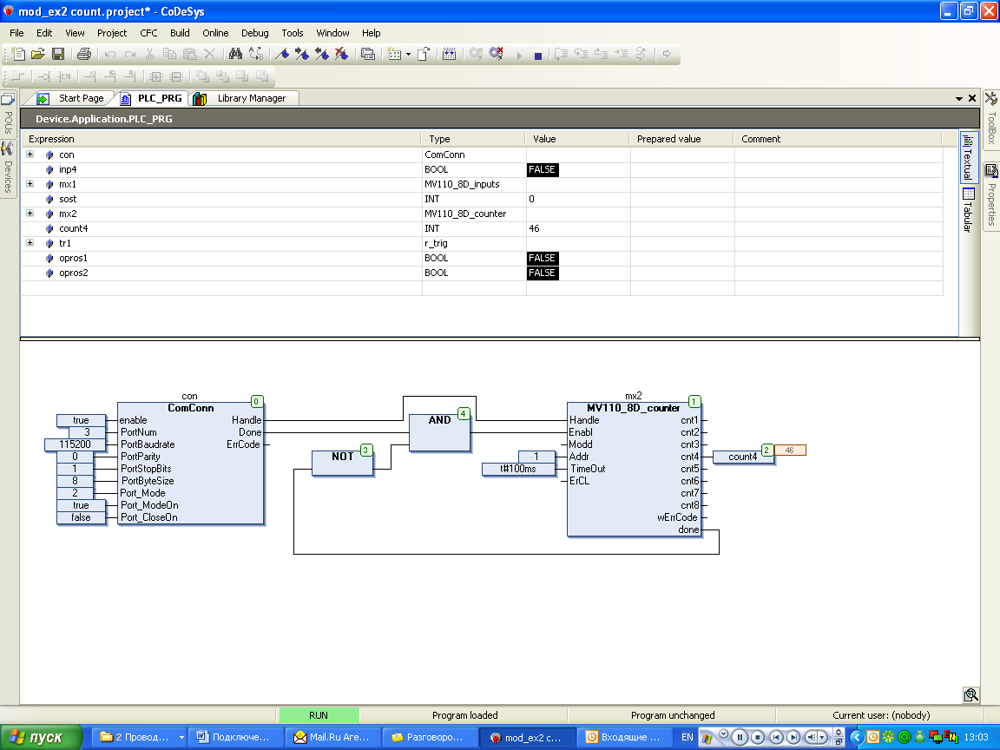 mod_ex2 count.project* - CoDeSys
File Edit View Project CFC Build Online Debug Tools Window Help
Start Page PLC_PRG Library Manager
Device.Application.PLC_PRG
POUs
Devices
ToolBox
Properties
Textual
Tabular
Expression Type Value Prepared value Comment
con ComConn
inp4 BOOL FALSE
mx1 MV110_8D_inputs
sost INT 0
mx2 MV110_8D_counter
count4 INT 46
tr1 r_trig
opros1 BOOL FALSE
opros2 BOOL FALSE
con
0
ComConn
true enable Handle
3 PortNum Done
115200 PortBaudrate ErrCode
0 PortParity
1 PortStopBits
8 PortByteSize
2 Port_Mode
true Port_ModeOn
false Port_CloseOn
NOT 3
AND 4
mx2
1
MV110_8D_counter
Handle cnt1
Enabl cnt2
Modd cnt3
1 Addr cnt4
t#100ms TimeOut cnt5
ErCL cnt6
cnt7
cnt8
wErrCode
done
count4 2 46
RUN Program loaded Program unchanged Current user: (nobody)
пуск 2 Провод... Подключе... Mail.Ru Аге... Разговоро... mod_ex2 c... Входящие ... EN 13:03